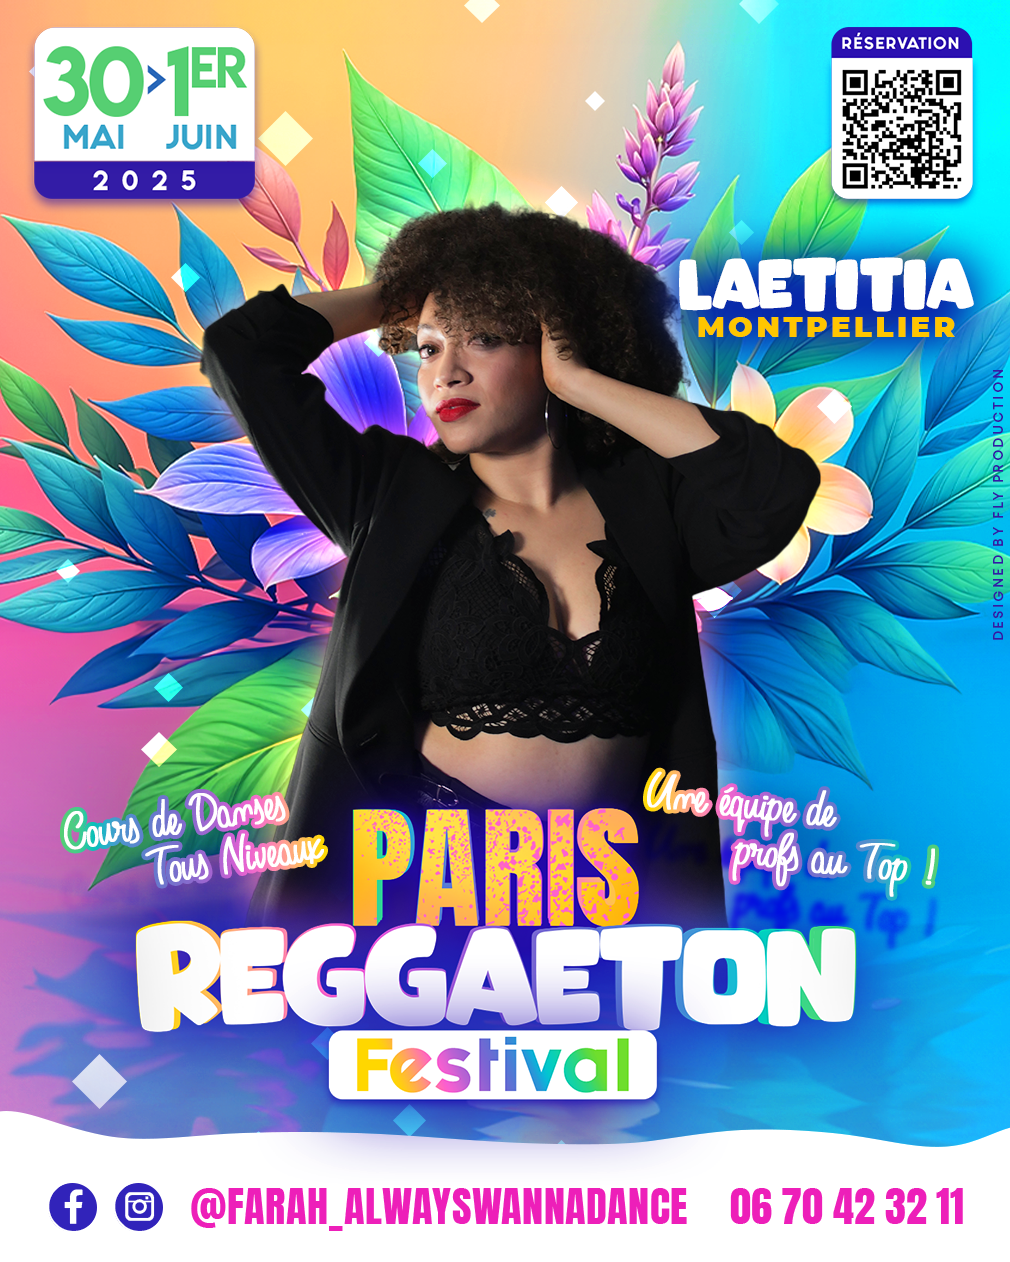 30>1ER
MAI JUIN
2025
RÉSERVATION
LAETITIA
MONTPELLIER
DESIGNED BY FLY PRODUCTION
Cours de Danses
Tous Niveaux
Une équipe de
profs au Top !
PARIS
REGGAETON
Festival
@FARAH_ALWAYSWANNADANCE 06 70 42 32 11